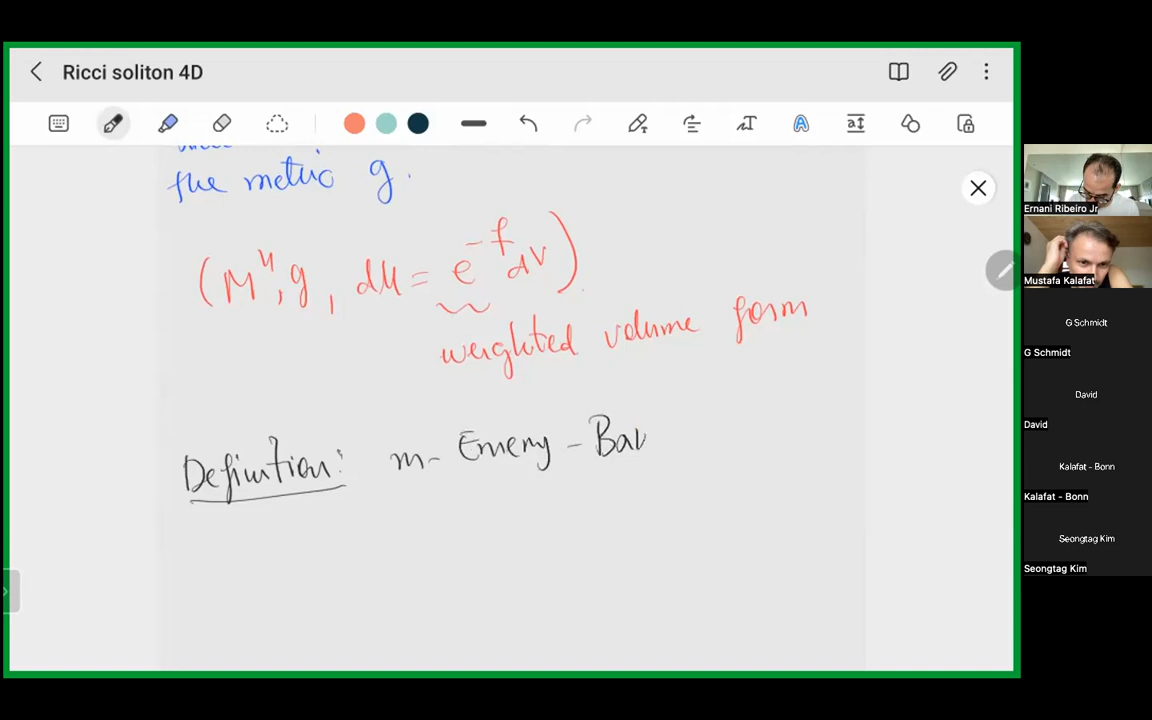 Ricci soliton 4D
the metric g.
(M⁴, g, dμ = e^{-f} dV)
weighted volume form
Definition: m- Emery - Bak
Ernani Ribeiro Jr
Mustafa Kalafat
G Schmidt
G Schmidt
David
David
Kalafat - Bonn
Kalafat - Bonn
Seongtag Kim
Seongtag Kim